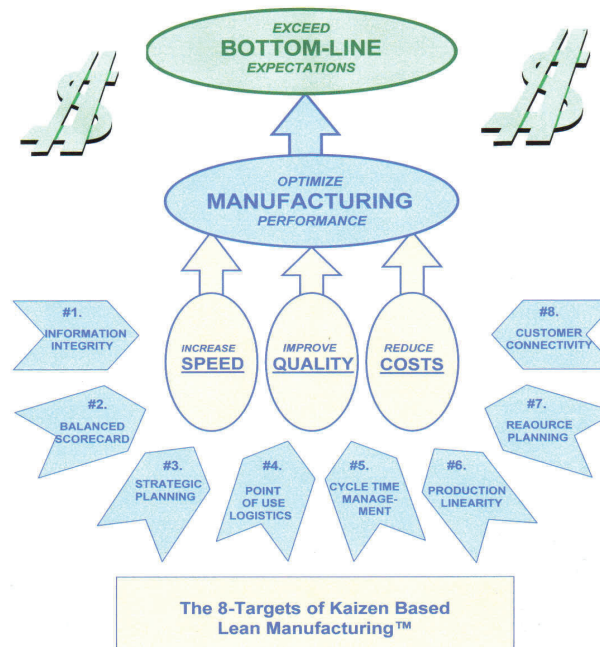 EXCEED
BOTTOM-LINE
EXPECTATIONS
OPTIMIZE
MANUFACTURING
PERFORMANCE
INCREASE
SPEED
IMPROVE
QUALITY
REDUCE
COSTS
#1.
INFORMATION
INTEGRITY
#2.
BALANCED
SCORECARD
#3.
STRATEGIC
PLANNING
#4.
POINT
OF USE
LOGISTICS
#5.
CYCLE TIME
MANAGE-
MENT
#6.
PRODUCTION
LINEARITY
#7.
REAOURCE
PLANNING
#8.
CUSTOMER
CONNECTIVITY
The 8-Targets of Kaizen Based
Lean Manufacturing™